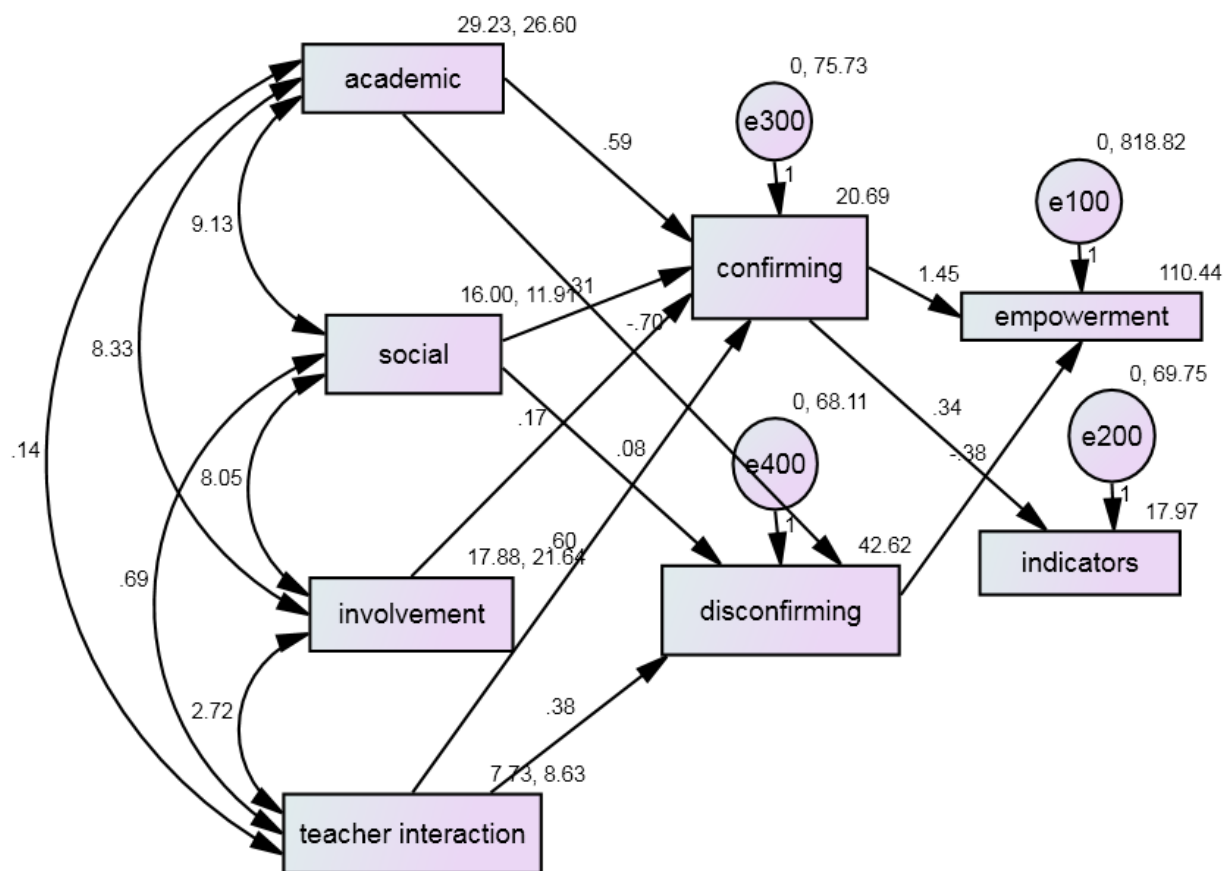 29.23, 26.60
academic
0, 75.73
e300
1
.59
0, 818.82
e100
1
20.69
confirming
9.13
16.00, 11.91
.31
1.45
110.44
empowerment
social
-.70
8.33
0, 69.75
e200
1
.34
-.38
17.97
indicators
0, 68.11
e400
1
.17
.08
.14
8.05
.60
17.88, 21.64
42.62
involvement
disconfirming
.69
2.72
.38
7.73, 8.63
teacher interaction